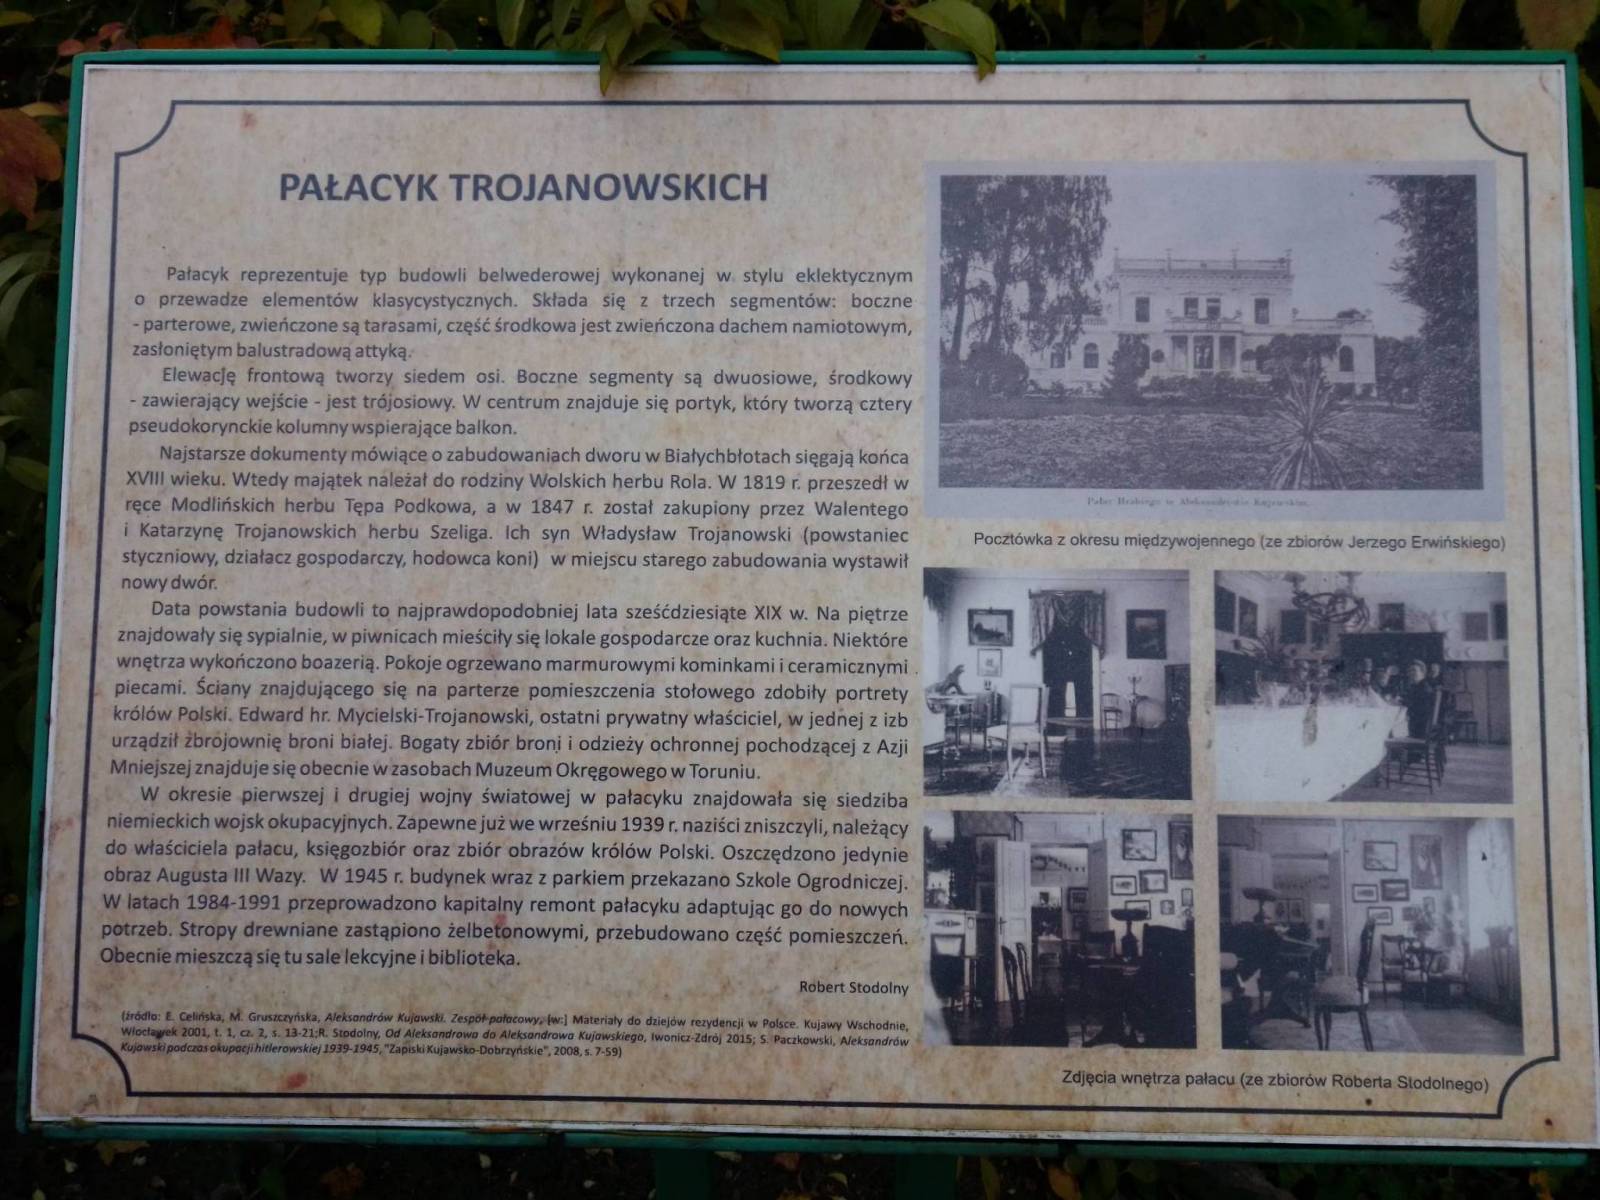 PAŁACYK TROJANOWSKICH
Pałacyk reprezentuje typ budowli belwederowej wykonanej w stylu eklektycznym
o przewadze elementów klasycystycznych. Składa się z trzech segmentów: boczne
- parterowe, zwieńczone są tarasami, część środkowa jest zwieńczona dachem namiotowym,
zasłoniętym balustradową attyką.
Elewację frontową tworzy siedem osi. Boczne segmenty są dwuosiowe, środkowy
- zawierający wejście - jest trójosiowy. W centrum znajduje się portyk, który tworzą cztery
pseudokorynckie kolumny wspierające balkon.
Najstarsze dokumenty mówiące o zabudowaniach dworu w Białychbłotach sięgają końca
XVIII wieku. Wtedy majątek należał do rodziny Wolskich herbu Rola. W 1819 r. przeszedł w
ręce Modlińskich herbu Tępa Podkowa, a w 1847 r. został zakupiony przez Walentego
i Katarzynę Trojanowskich herbu Szeliga. Ich syn Władysław Trojanowski (powstaniec
styczniowy, działacz gospodarczy, hodowca koni) w miejscu starego zabudowania wystawił
nowy dwór.
Data powstania budowli to najprawdopodobniej lata sześćdziesiąte XIX w. Na piętrze
znajdowały się sypialnie, w piwnicach mieściły się lokale gospodarcze oraz kuchnia. Niektóre
wnętrza wykończono boazerią. Pokoje ogrzewano marmurowymi kominkami i ceramicznymi
piecami. Ściany znajdującego się na parterze pomieszczenia stołowego zdobiły portrety
królów Polski. Edward hr. Mycielski-Trojanowski, ostatni prywatny właściciel, w jednej z izb
urządził zbrojownię broni białej. Bogaty zbiór broni i odzieży ochronnej pochodzącej z Azji
Mniejszej znajduje się obecnie w zasobach Muzeum Okręgowego w Toruniu.
W okresie pierwszej i drugiej wojny światowej w pałacyku znajdowała się siedziba
niemieckich wojsk okupacyjnych. Zapewne już we wrześniu 1939 r. naziści zniszczyli, należący
do właściciela pałacu, księgozbiór oraz zbiór obrazów królów Polski. Oszczędzono jedynie
obraz Augusta III Wazy. W 1945 r. budynek wraz z parkiem przekazano Szkole Ogrodniczej.
W latach 1984-1991 przeprowadzono kapitalny remont pałacyku adaptując go do nowych
potrzeb. Stropy drewniane zastąpiono żelbetonowymi, przebudowano część pomieszczeń.
Obecnie mieszczą się tu sale lekcyjne i biblioteka.
Robert Stodolny
(źródło: E. Celińska, M. Gruszczyńska, Aleksandrów Kujawski. Zespół pałacowy, [w:] Materiały do dziejów rezydencji w Polsce. Kujawy Wschodnie,
Włocławek 2001, t. 1, cz. 2, s. 13-21;R. Stodolny, Od Aleksandrowa do Aleksandrowa Kujawskiego, Iwonicz-Zdrój 2015; S. Paczkowski, Aleksandrów
Kujawski podczas okupacji hitlerowskiej 1939-1945, "Zapiski Kujawsko-Dobrzyńskie", 2008, s. 7-59)
Pałac Hrabiego w Aleksandrowie Kujawskim.
Pocztówka z okresu międzywojennego (ze zbiorów Jerzego Erwińskiego)
Zdjęcia wnętrza pałacu (ze zbiorów Roberta Stodolnego)